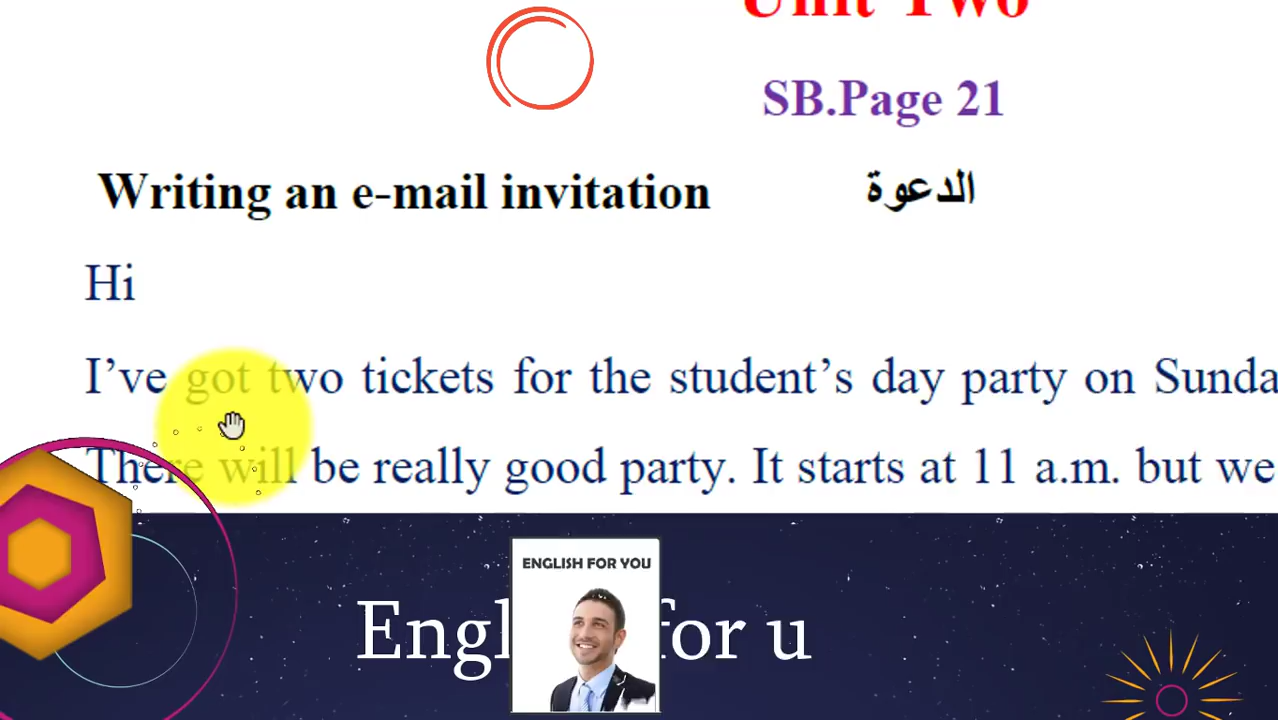 Unit Two
SB.Page 21
Writing an e-mail invitation الدعوة
Hi
I've got two tickets for the student's day party on Sunda
There will be really good party. It starts at 11 a.m. but we
ENGLISH FOR YOU
Engl for u